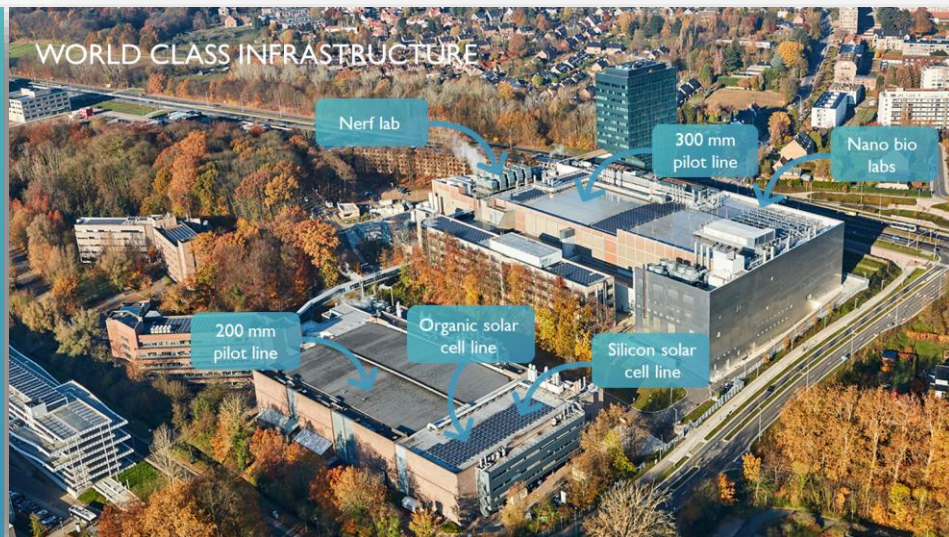 WORLD CLASS INFRASTRUCTURE
Nerf lab
300 mm
pilot line
Nano bio
labs
200 mm
pilot line
Organic solar
cell line
Silicon solar
cell line